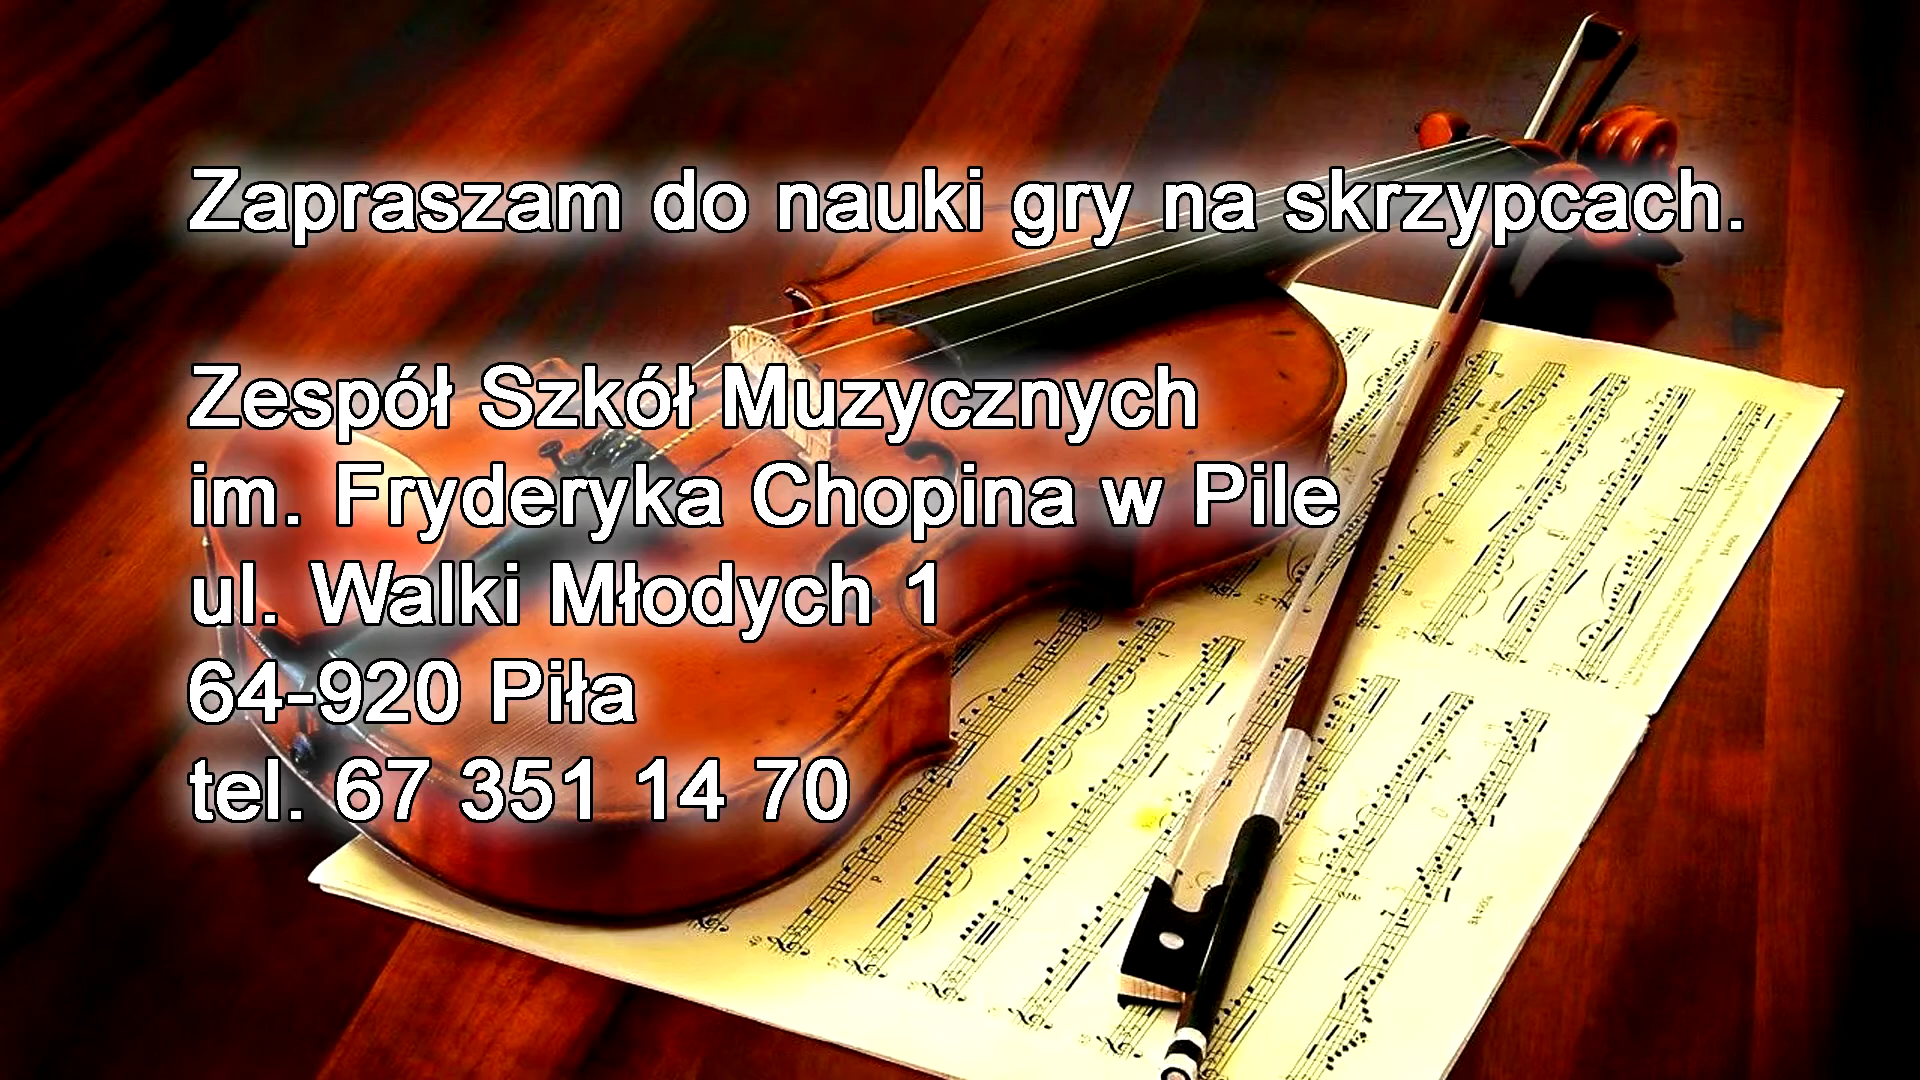 Zapraszam do nauki gry na skrzypcach.
Zespół Szkół Muzycznych
im. Fryderyka Chopina w Pile
ul. Walki Młodych 1
64-920 Piła
tel. 67 351 14 70